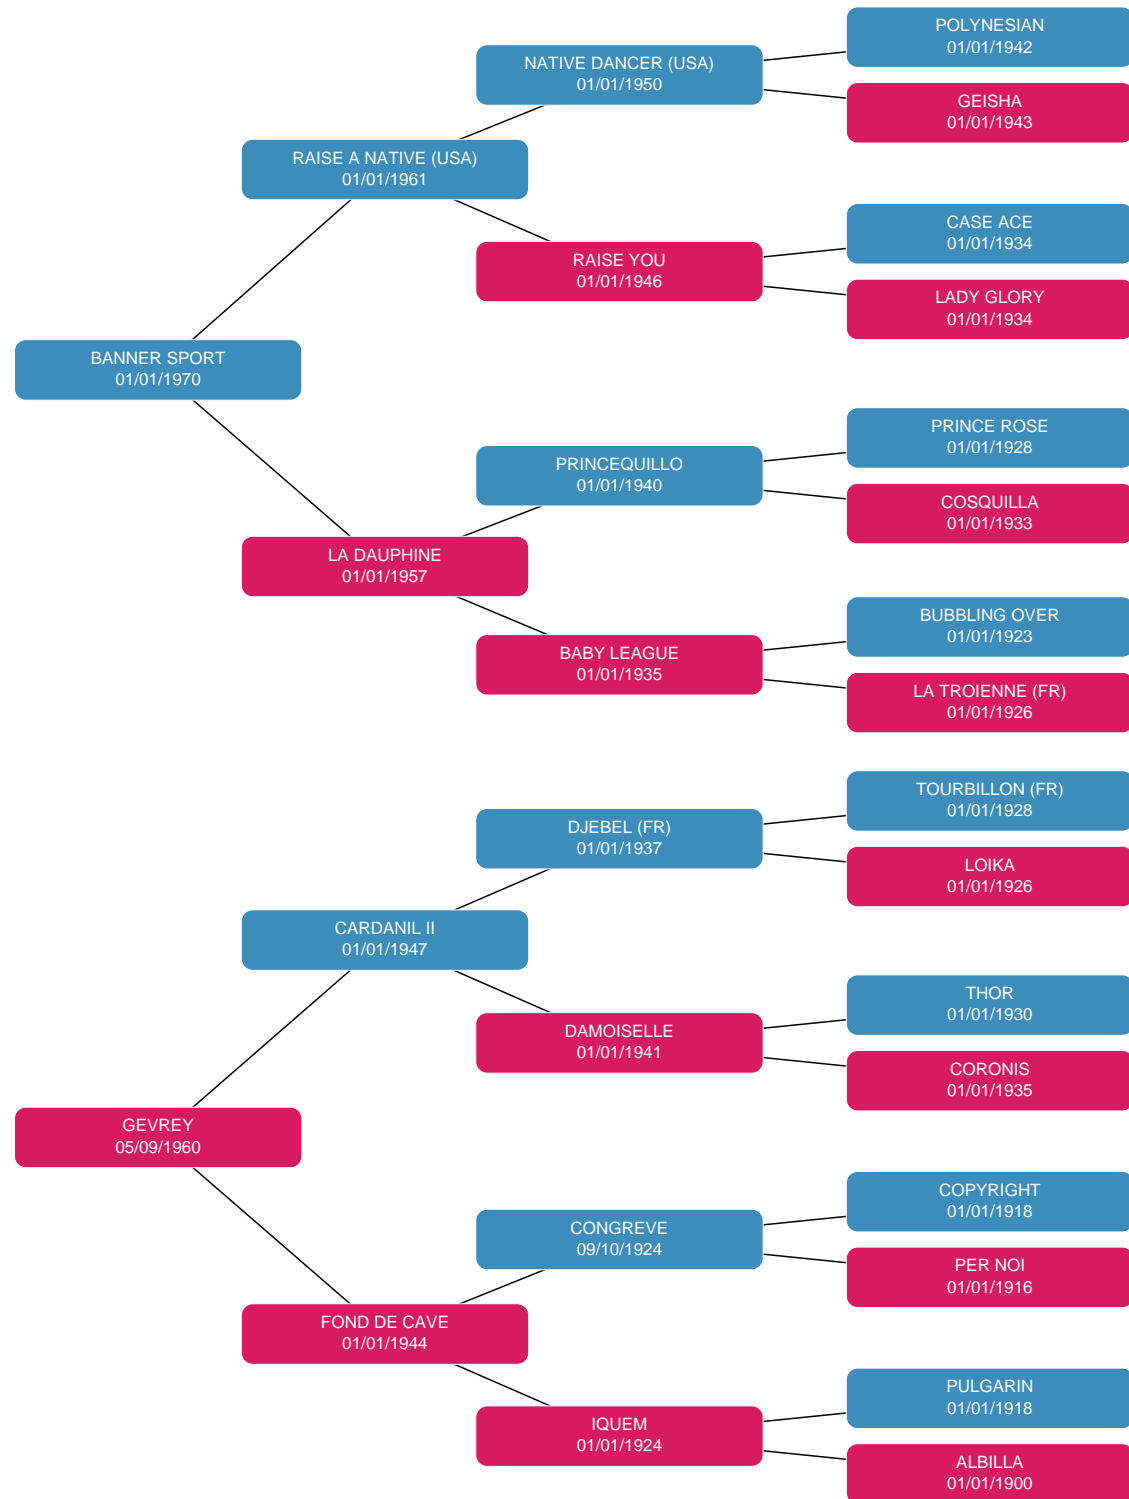 POLYNESIAN
01/01/1942
NATIVE DANCER (USA)
01/01/1950
GEISHA
01/01/1943
RAISE A NATIVE (USA)
01/01/1961
CASE ACE
01/01/1934
RAISE YOU
01/01/1946
LADY GLORY
01/01/1934
BANNER SPORT
01/01/1970
PRINCE ROSE
01/01/1928
PRINCEQUILLO
01/01/1940
COSQUILLA
01/01/1933
LA DAUPHINE
01/01/1957
BUBBLING OVER
01/01/1923
BABY LEAGUE
01/01/1935
LA TROIENNE (FR)
01/01/1926
TOURBILLON (FR)
01/01/1928
DJEBEL (FR)
01/01/1937
LOIKA
01/01/1926
CARDANIL II
01/01/1947
THOR
01/01/1930
DAMOISELLE
01/01/1941
CORONIS
01/01/1935
GEVREY
05/09/1960
COPYRIGHT
01/01/1918
CONGREVE
09/10/1924
PER NOI
01/01/1916
FOND DE CAVE
01/01/1944
PULGARIN
01/01/1918
IQUEM
01/01/1924
ALBILLA
01/01/1900